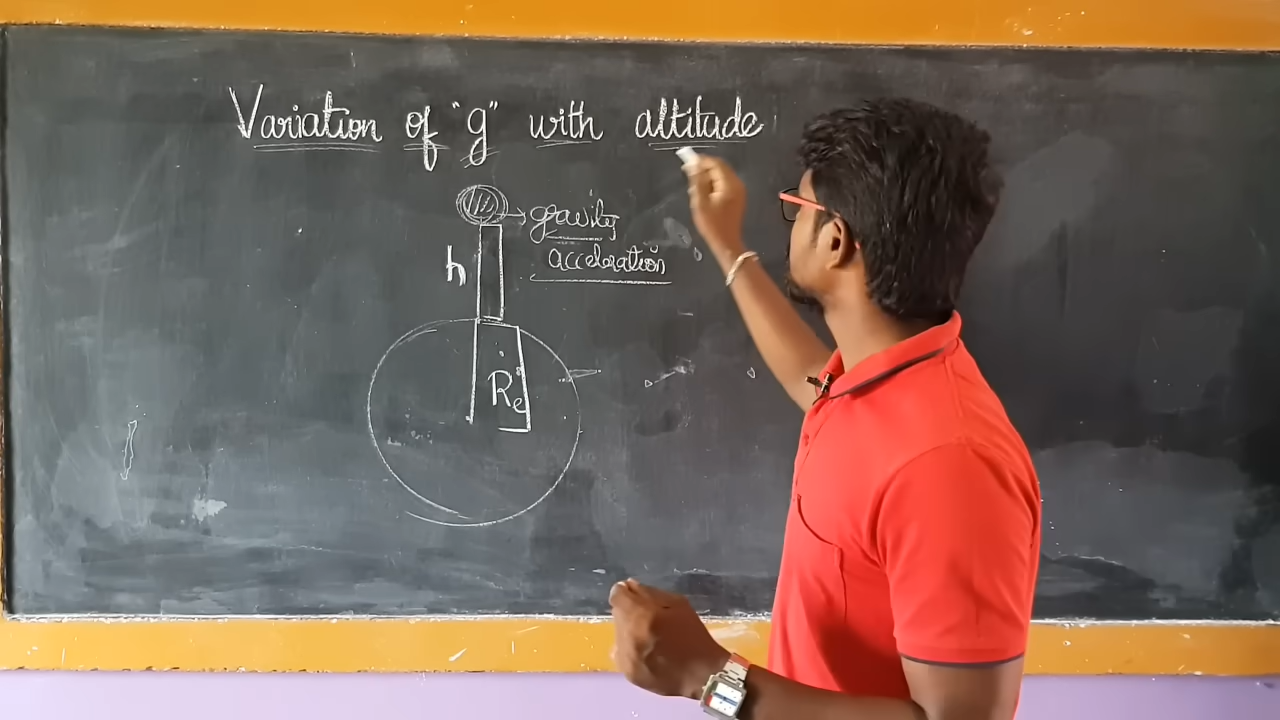 Variation of "g" with altitude
gravity
acceleration
h
Re